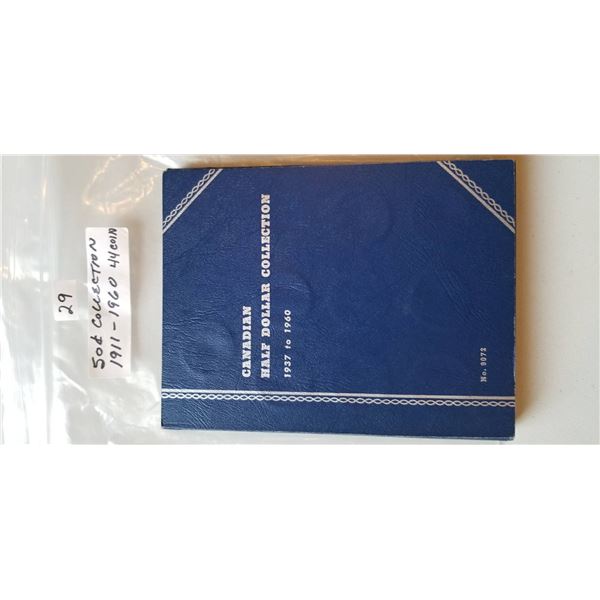 29
50¢ COLLECTION
1911-1960 44 COIN
CANADIAN
HALF DOLLAR COLLECTION
1937 to 1960
No. 9072